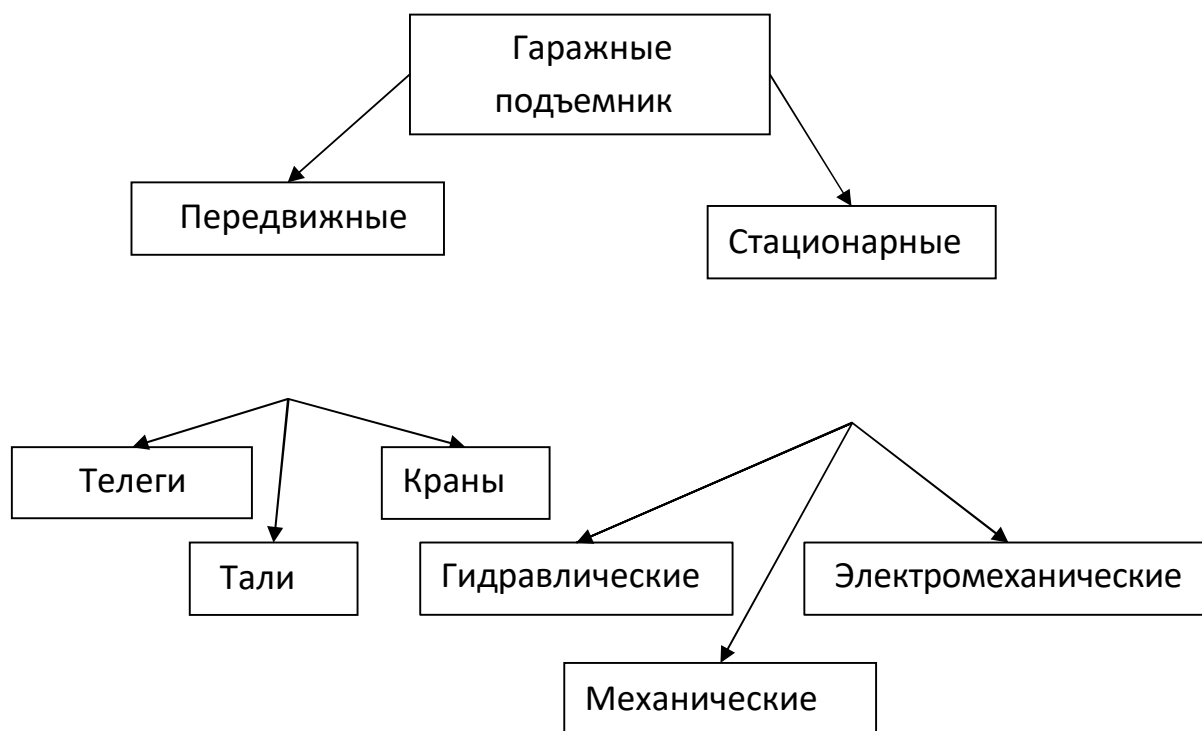 Гаражные
подъемник
Передвижные
Стационарные
Телеги
Краны
Тали
Гидравлические
Электромеханические
Механические